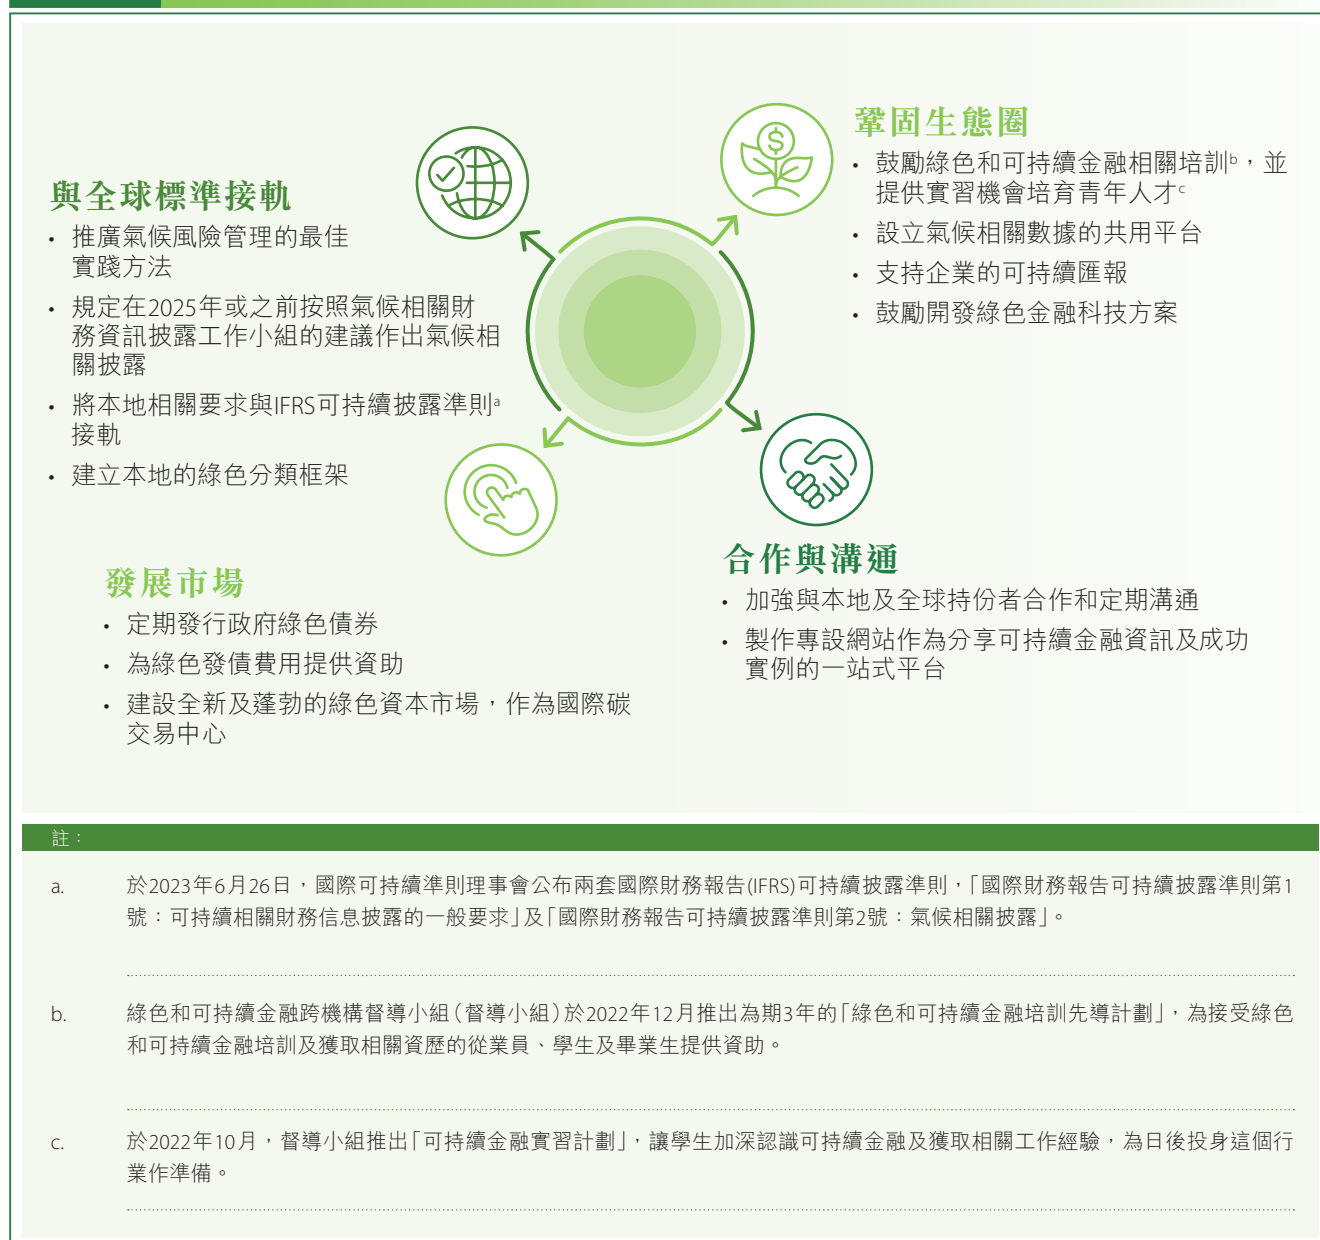 與全球標準接軌
• 推廣氣候風險管理的最佳
實踐方法
• 規定在2025年或之前按照氣候相關財
務資訊披露工作小組的建議作出氣候相
關披露
• 將本地相關要求與IFRS可持續披露準則a
接軌
• 建立本地的綠色分類框架
鞏固生態圈
• 鼓勵綠色和可持續金融相關培訓b，並
提供實習機會培育青年人才c
• 設立氣候相關數據的共用平台
• 支持企業的可持續匯報
• 鼓勵開發綠色金融科技方案
發展市場
• 定期發行政府綠色債券
• 為綠色發債費用提供資助
• 建設全新及蓬勃的綠色資本市場，作為國際碳
交易中心
合作與溝通
• 加強與本地及全球持份者合作和定期溝通
• 製作專設網站作為分享可持續金融資訊及成功
實例的一站式平台
註：
a. 於2023年6月26日，國際可持續準則理事會公布兩套國際財務報告(IFRS)可持續披露準則，「國際財務報告可持續披露準則第1
號：可持續相關財務信息披露的一般要求」及「國際財務報告可持續披露準則第2號：氣候相關披露」。
b. 綠色和可持續金融跨機構督導小組（督導小組）於2022年12月推出為期3年的「綠色和可持續金融培訓先導計劃」，為接受綠色
和可持續金融培訓及獲取相關資歷的從業員、學生及畢業生提供資助。
c. 於2022年10月，督導小組推出「可持續金融實習計劃」，讓學生加深認識可持續金融及獲取相關工作經驗，為日後投身這個行
業作準備。